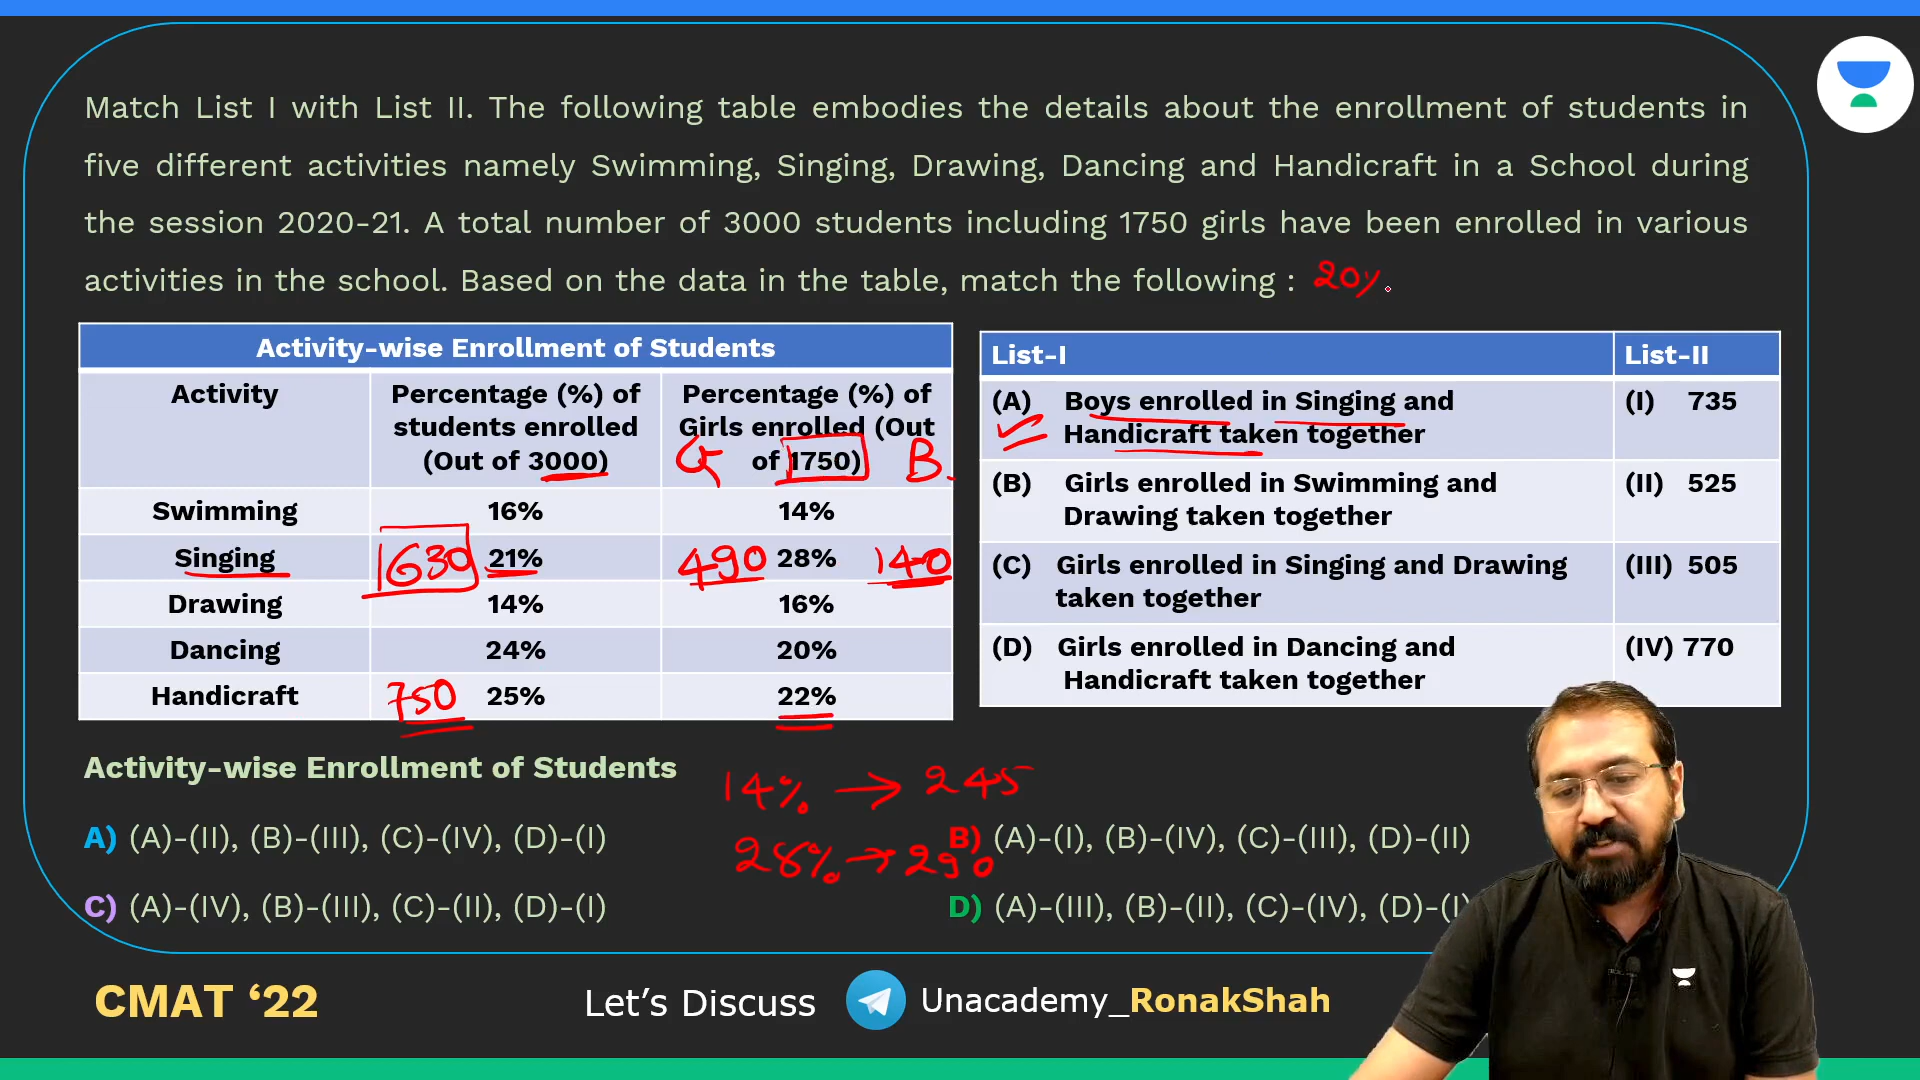 Match List I with List II. The following table embodies the details about the enrollment of students in
five different activities namely Swimming, Singing, Drawing, Dancing and Handicraft in a School during
the session 2020-21. A total number of 3000 students including 1750 girls have been enrolled in various
activities in the school. Based on the data in the table, match the following : 20%
Activity-wise Enrollment of Students
Activity
Percentage (%) of
students enrolled
(Out of 3000)
Percentage (%) of
Girls enrolled (Out
of 1750)
G B
Swimming 16% 14%
Singing 1630 21% 490 28% 140
Drawing 14% 16%
Dancing 24% 20%
Handicraft 750 25% 22%
List-I List-II
(A) Boys enrolled in Singing and (I) 735
Handicraft taken together
(B) Girls enrolled in Swimming and (II) 525
Drawing taken together
(C) Girls enrolled in Singing and Drawing (III) 505
taken together
(D) Girls enrolled in Dancing and (IV) 770
Handicraft taken together
Activity-wise Enrollment of Students
14% → 245
28% → 290
A) (A)-(II), (B)-(III), (C)-(IV), (D)-(I)
B) (A)-(I), (B)-(IV), (C)-(III), (D)-(II)
C) (A)-(IV), (B)-(III), (C)-(II), (D)-(I)
D) (A)-(III), (B)-(II), (C)-(IV), (D)-(I)
CMAT ‘22
Let’s Discuss
Unacademy_RonakShah